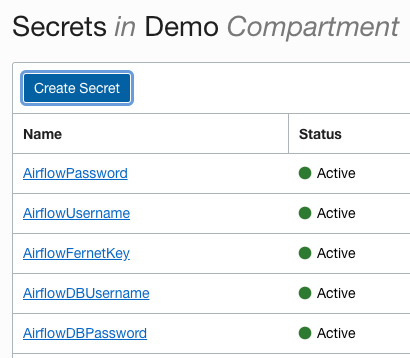 Secrets in Demo Compartment
Create Secret
Name Status
AirflowPassword Active
AirflowUsername Active
AirflowFernetKey Active
AirflowDBUsername Active
AirflowDBPassword Active